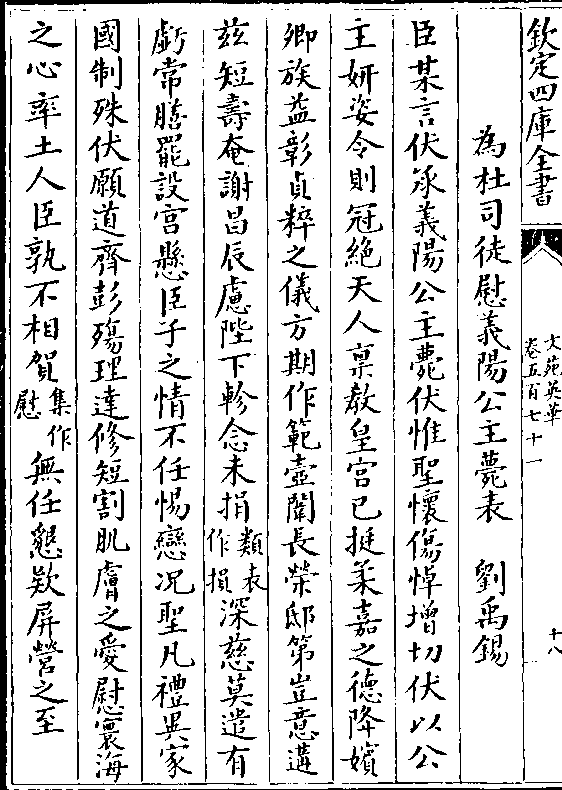 欽定四庫全書
文苑英華
卷五百七十一
十八
為杜司徒慰義陽公主薨表 劉禹錫
臣某言伏承義陽公主薨伏惟聖懷傷悼增切伏以公
主妍姿令則冠絶天人稟教皇宮已挺柔嘉之德降嬪
卿族益彰貞粹之儀方期作範壼闈長榮邸第豈意遘
兹短壽奄謝昌辰慮陛下軫念未捐類表作損深慈莫遣有
虧常膳罷設宮懸臣子之情不任惕戀况聖凡禮異家
國制殊伏願道齊彭殤理達修短割肌膚之愛慰寰海
之心率土人臣孰不相賀集作慰無任懇欵屏營之至